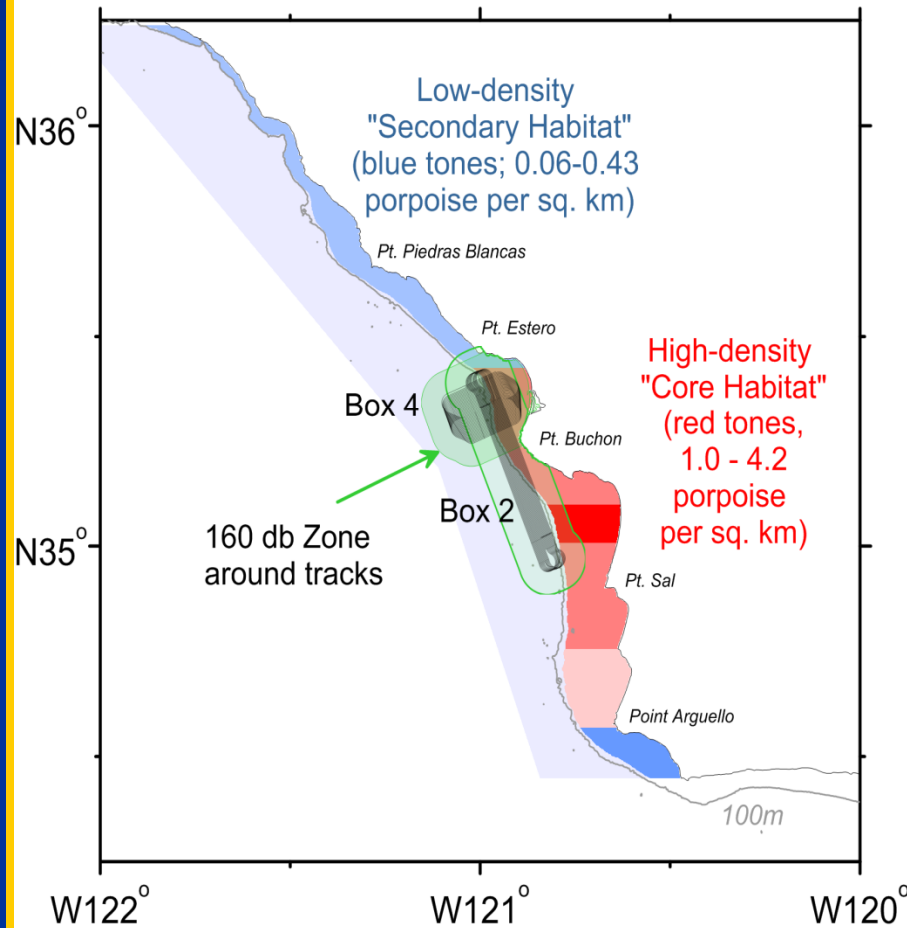 N36°
Low-density
"Secondary Habitat"
(blue tones; 0.06-0.43
porpoise per sq. km)
Pt. Piedras Blancas
Pt. Estero
High-density
"Core Habitat"
(red tones,
1.0 - 4.2
porpoise
per sq. km)
Box 4
Pt. Buchon
Box 2
160 db Zone
around tracks
N35°
Pt. Sal
Point Arguello
100m
W122°
W121°
W120°